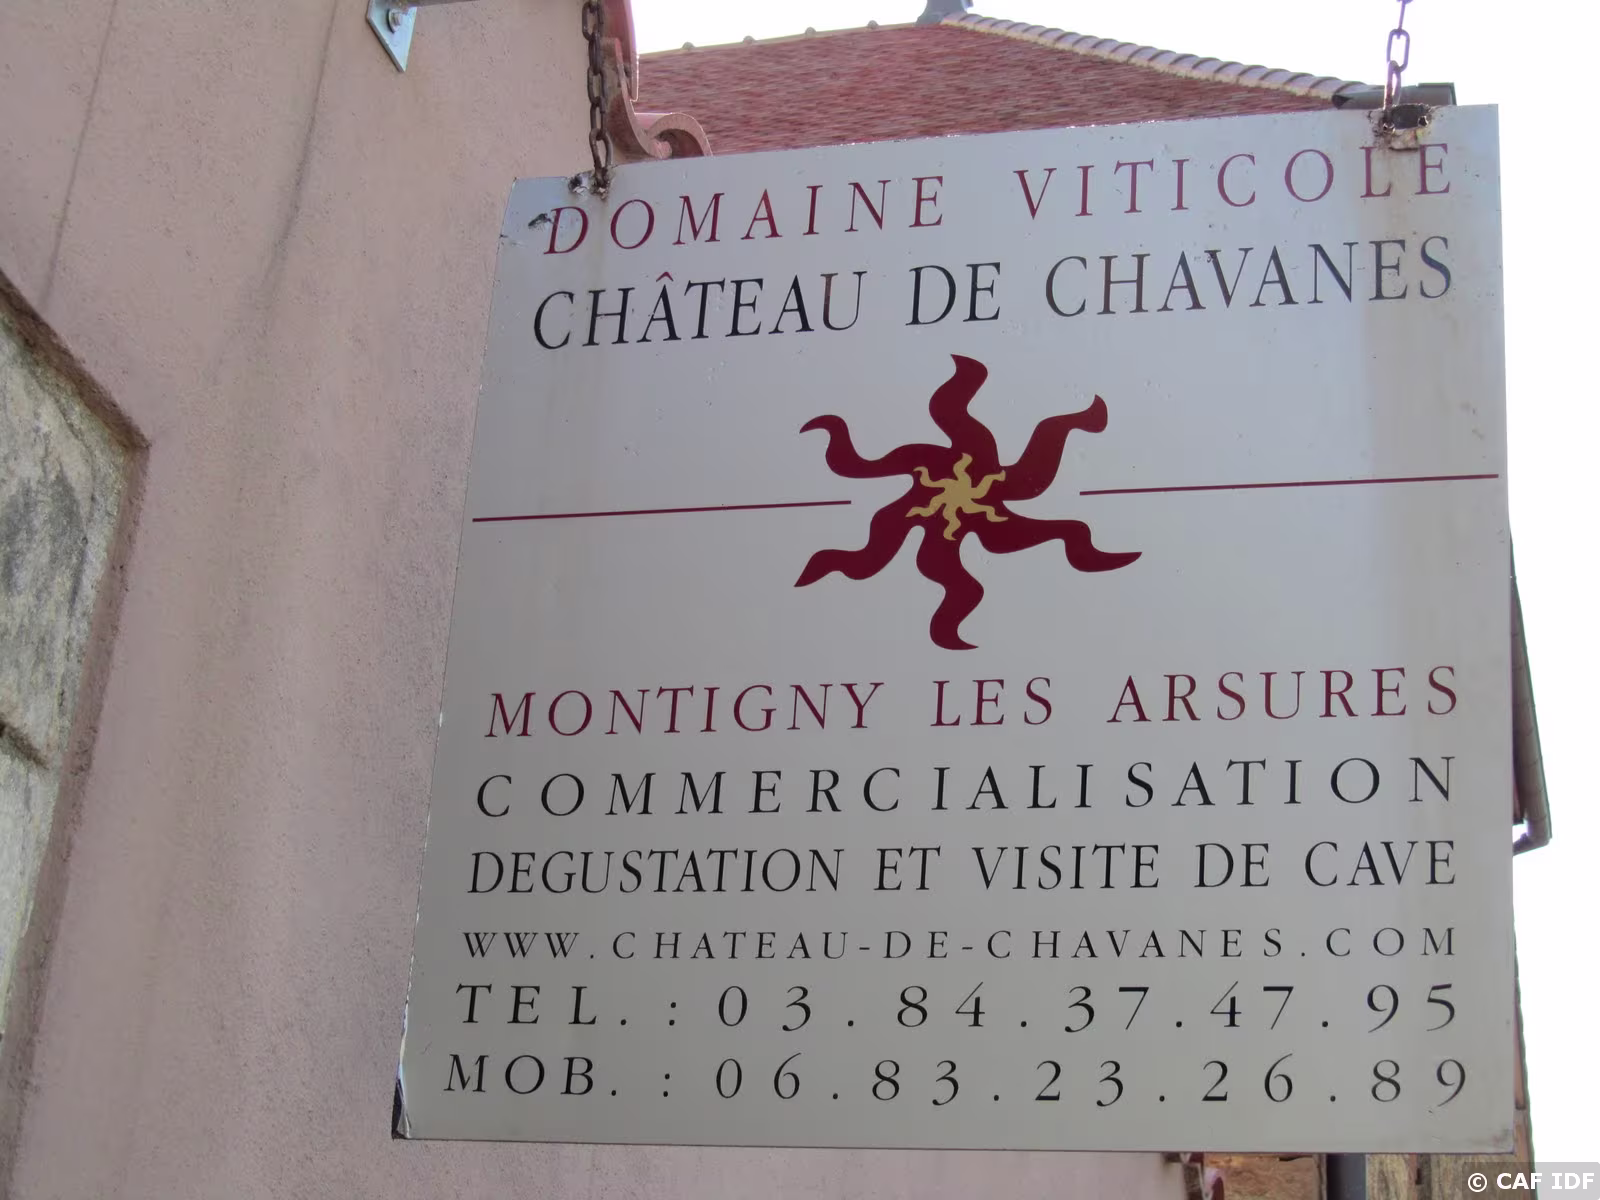 DOMAINE VITICOLE
CHÂTEAU DE CHAVANES
MONTIGNY LES ARSURES
COMMERCIALISATION
DEGUSTATION ET VISITE DE CAVE
WWW.CHATEAU-DE-CHAVANES.COM
TEL. : 03.84.37.47.95
MOB. : 06.83.23.26.89
© CAF IDF